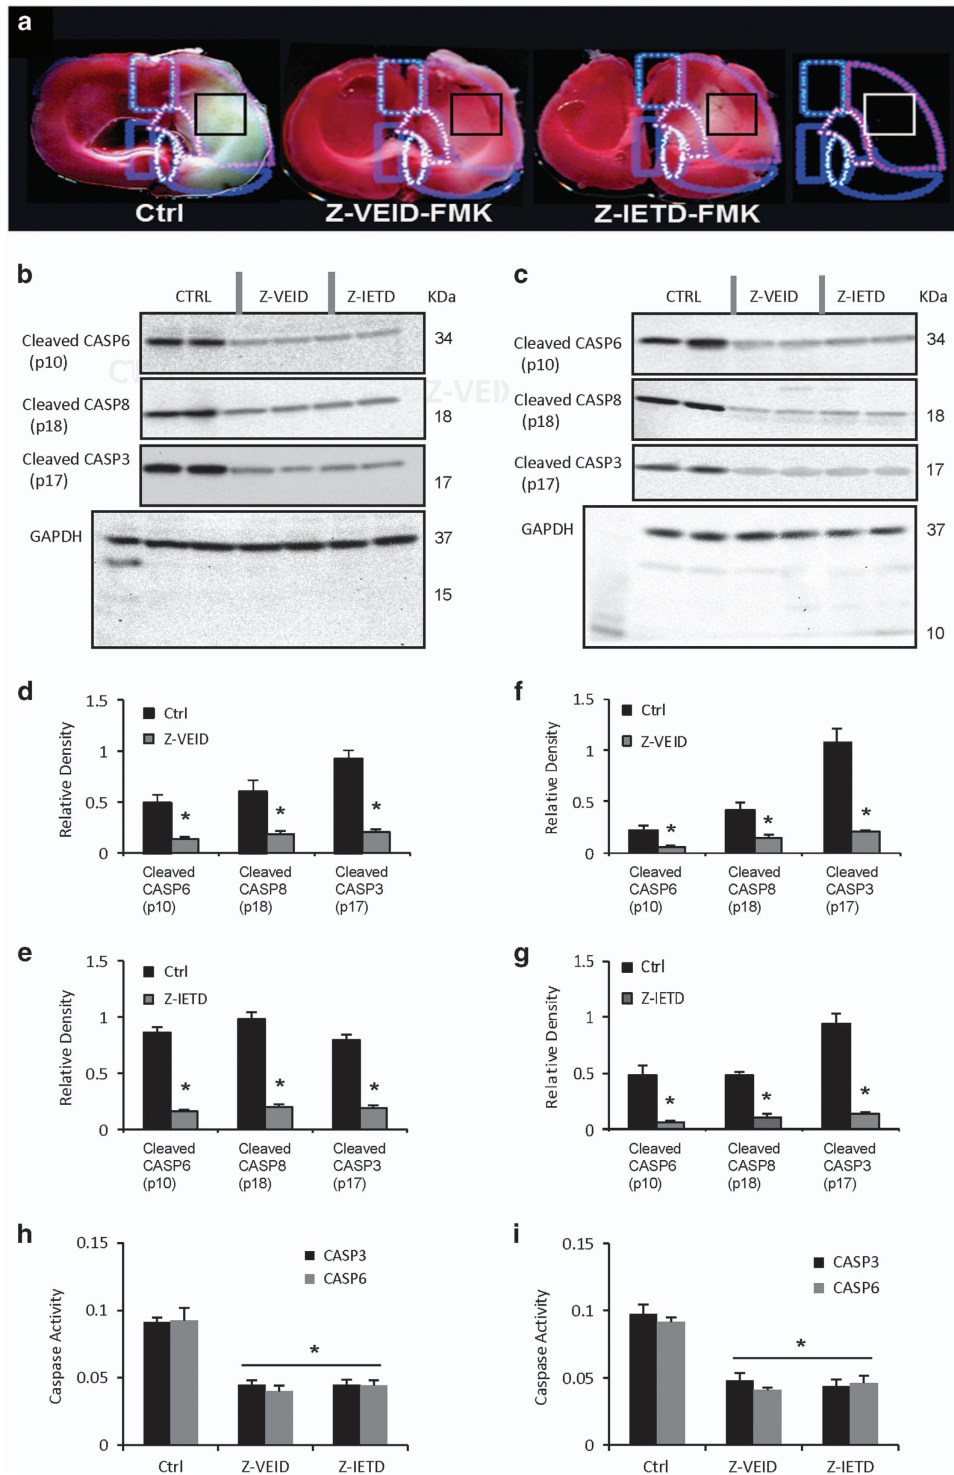 a
Ctrl
Z-VEID-FMK
Z-IETD-FMK
b
CTRL Z-VEID Z-IETD KDa
Cleaved CASP6
(p10)
34
Cleaved CASP8
(p18)
18
Cleaved CASP3
(p17)
17
GAPDH
37
15
Z-VEID
c
CTRL Z-VEID Z-IETD KDa
Cleaved CASP6
(p10)
34
Cleaved CASP8
(p18)
18
Cleaved CASP3
(p17)
17
GAPDH
37
10
d
Relative Density
1.5
1
0.5
0
Ctrl
Z-VEID
* * *
Cleaved CASP6 (p10)
Cleaved CASP8 (p18)
Cleaved CASP3 (p17)
f
Relative Density
1.5
1
0.5
0
Ctrl
Z-VEID
* * *
Cleaved CASP6 (p10)
Cleaved CASP8 (p18)
Cleaved CASP3 (p17)
e
Relative Density
1.5
1
0.5
0
Ctrl
Z-IETD
* * *
Cleaved CASP6 (p10)
Cleaved CASP8 (p18)
Cleaved CASP3 (p17)
g
Relative Density
1.5
1
0.5
0
Ctrl
Z-IETD
* * *
Cleaved CASP6 (p10)
Cleaved CASP8 (p18)
Cleaved CASP3 (p17)
h
Caspase Activity
0.15
0.1
0.05
0
CASP3
CASP6
*
Ctrl Z-VEID Z-IETD
i
Caspase Activity
0.15
0.1
0.05
0
CASP3
CASP6
*
Ctrl Z-VEID Z-IETD